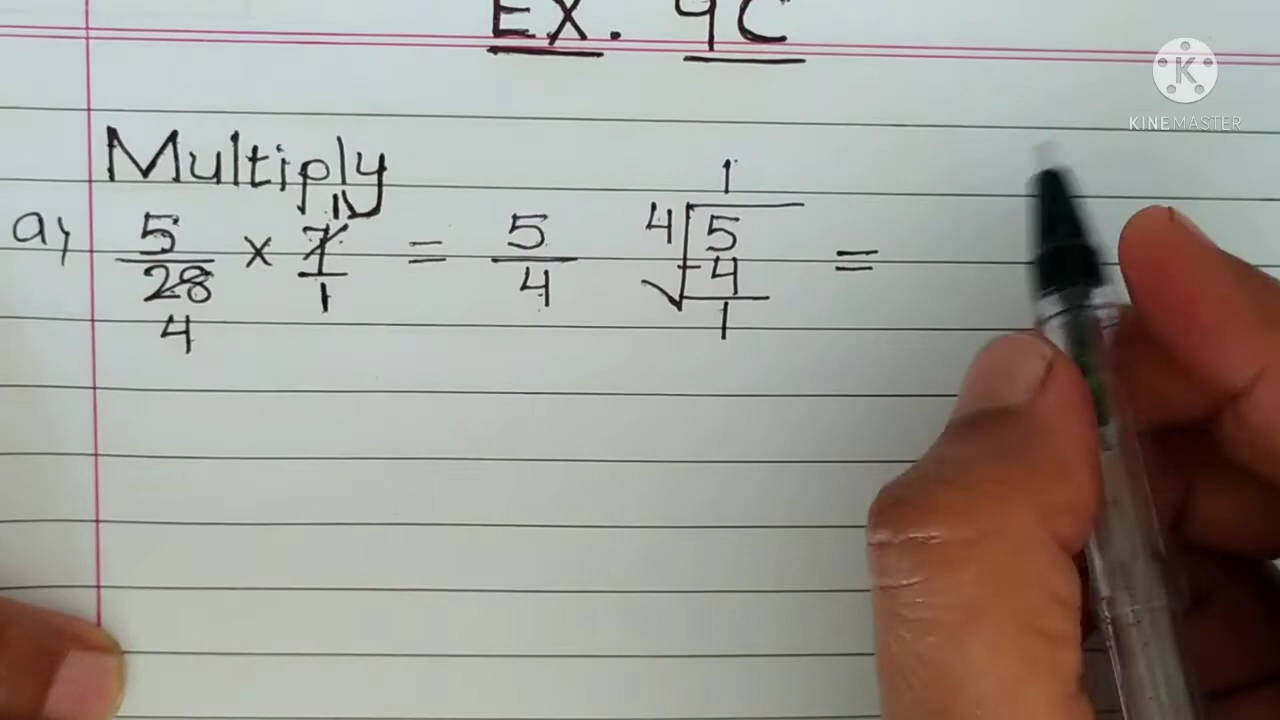 EX. 9C
K
KINEMASTER
Multiply
a) 5/28 × 7/1 = 5/4 4√5 =
1
4
1
-4
1